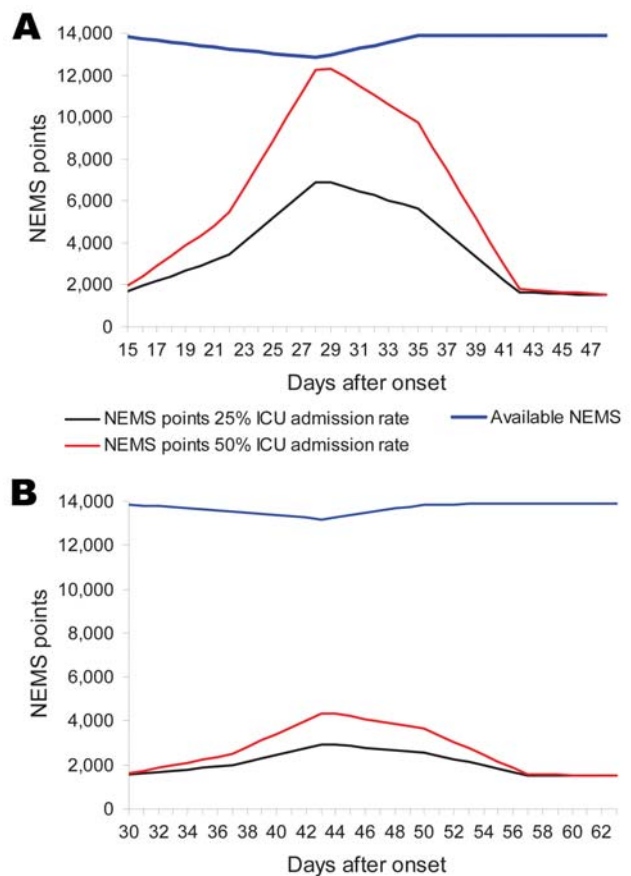 A
14,000
12,000
10,000
8,000
6,000
4,000
2,000
0
NEMS points
15 17 19 21 23 25 27 29 31 33 35 37 39 41 43 45 47
Days after onset
NEMS points 25% ICU admission rate Available NEMS
NEMS points 50% ICU admission rate
B
14,000
12,000
10,000
8,000
6,000
4,000
2,000
0
NEMS points
30 32 34 36 38 40 42 44 46 48 50 52 54 56 58 60 62
Days after onset